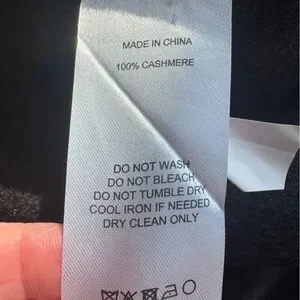 MADE IN CHINA
100% CASHMERE
DO NOT WASH
DO NOT BLEACH
DO NOT TUMBLE DRY
COOL IRON IF NEEDED
DRY CLEAN ONLY